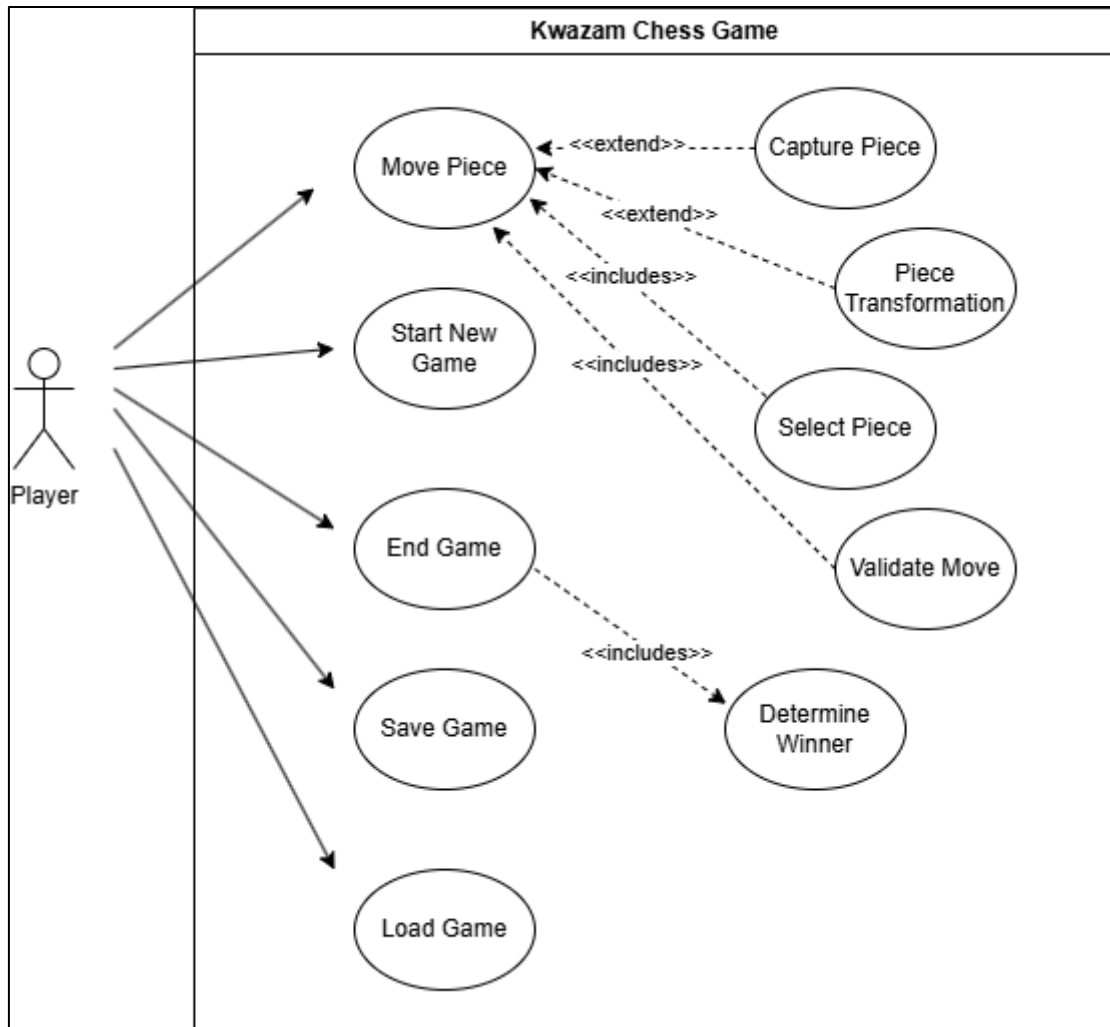 Kwazam Chess Game
Move Piece
<<extend>>
Capture Piece
<<extend>>
Piece
Transformation
<<includes>>
Start New
Game
<<includes>>
Select Piece
Player
End Game
Validate Move
<<includes>>
Save Game
Determine
Winner
Load Game